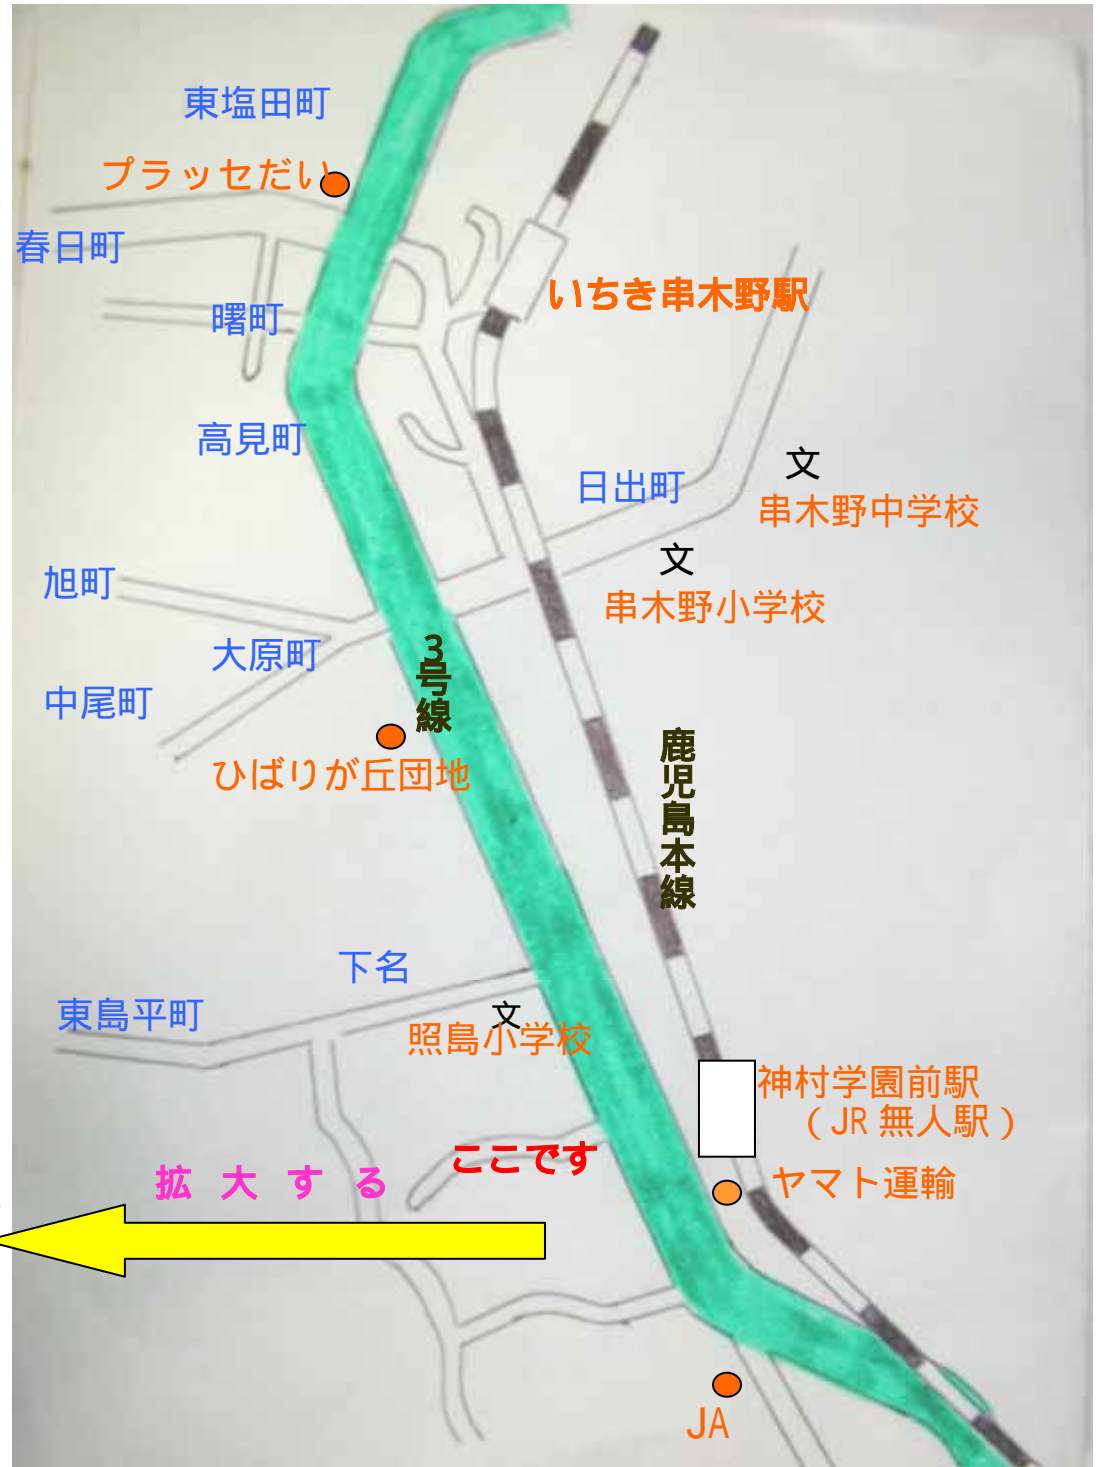 東塩田町
プラッセだい
春日町
いちき串木野駅
曙町
高見町
文
日出町
串木野中学校
文
旭町
串木野小学校
3号線
大原町
中尾町
鹿児島本線
ひばりが丘団地
下名
東島平町
文
照島小学校
神村学園前駅
（JR無人駅）
ここです
拡大する
ヤマト運輸
JA